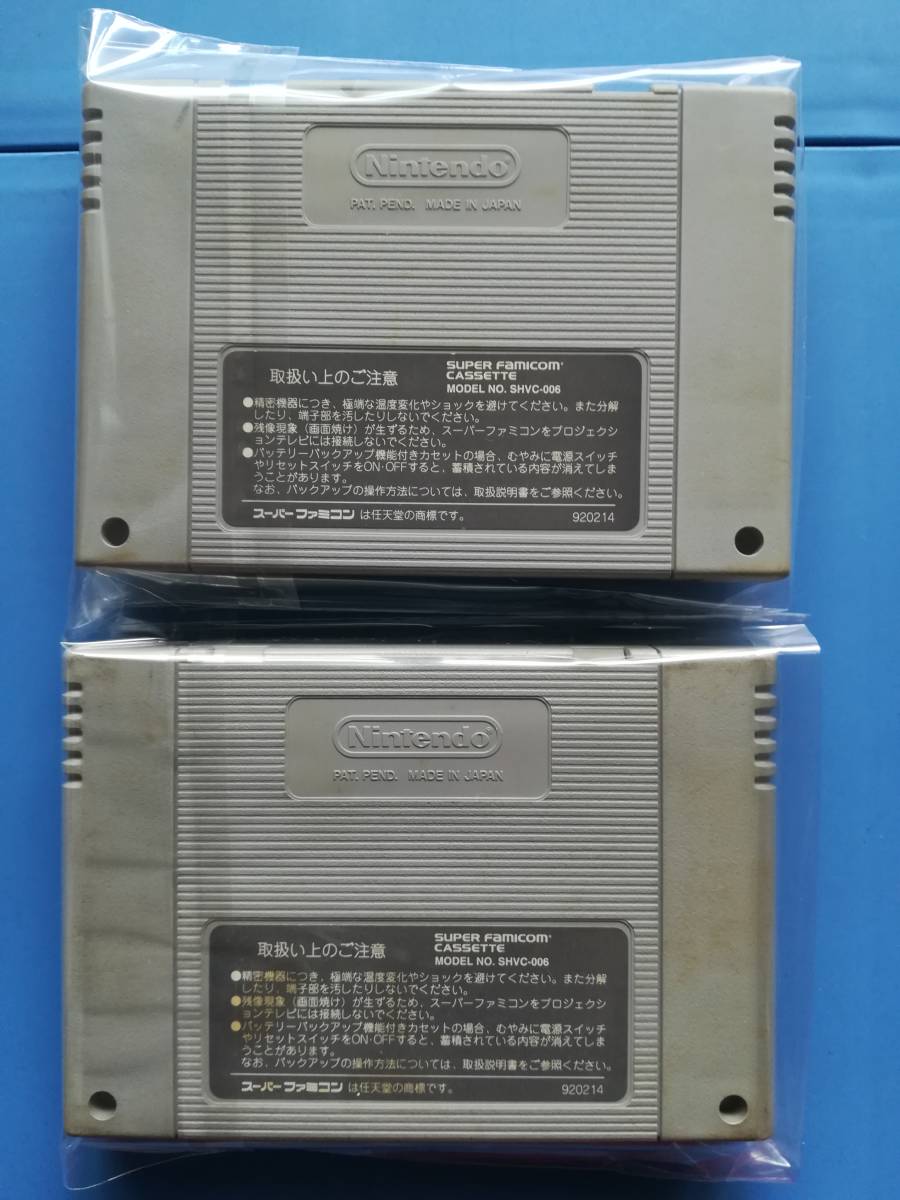 Nintendo
PAT. PEND. MADE IN JAPAN
取扱い上のご注意
SUPER FAMICOM
CASSETTE
MODEL NO. SHVC-006
●精密機器につき、極端な温度変化やショックを避けてください。また分解
したり、端子部を汚したりしないでください。
●残像現象（画面焼け）が生ずるため、スーパーファミコンをプロジェクシ
ョンテレビには接続しないでください。
●バッテリーバックアップ機能付きカセットの場合、むやみに電源スイッチ
やリセットスイッチをON·OFFすると、蓄積されている内容が消えてしま
うことがあります。
なお、バックアップの操作方法については、取扱説明書をご参照ください。
スーパーファミコン は任天堂の商標です。
920214
Nintendo
PAT. PEND. MADE IN JAPAN
取扱い上のご注意
SUPER FAMICOM
CASSETTE
MODEL NO. SHVC-006
●精密機器につき、極端な温度変化やショックを避けてください。また分解
したり、端子部を汚したりしないでください。
●残像現象（画面焼け）が生ずるため、スーパーファミコンをプロジェクシ
ョンテレビには接続しないでください。
●バッテリーバックアップ機能付きカセットの場合、むやみに電源スイッチ
やリセットスイッチをON·OFFすると、蓄積されている内容が消えてしま
うことがあります。
なお、バックアップの操作方法については、取扱説明書をご参照ください。
スーパーファミコン は任天堂の商標です。
920214